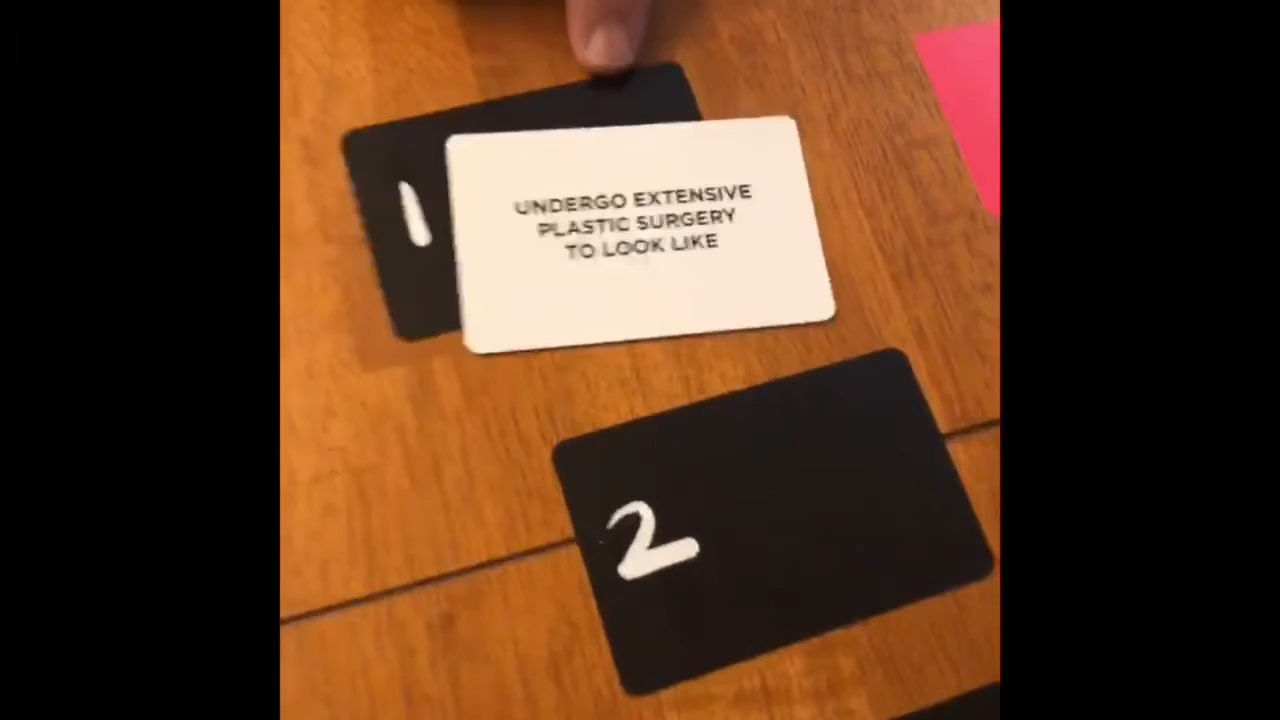 1
UNDERGO EXTENSIVE
PLASTIC SURGERY
TO LOOK LIKE
2